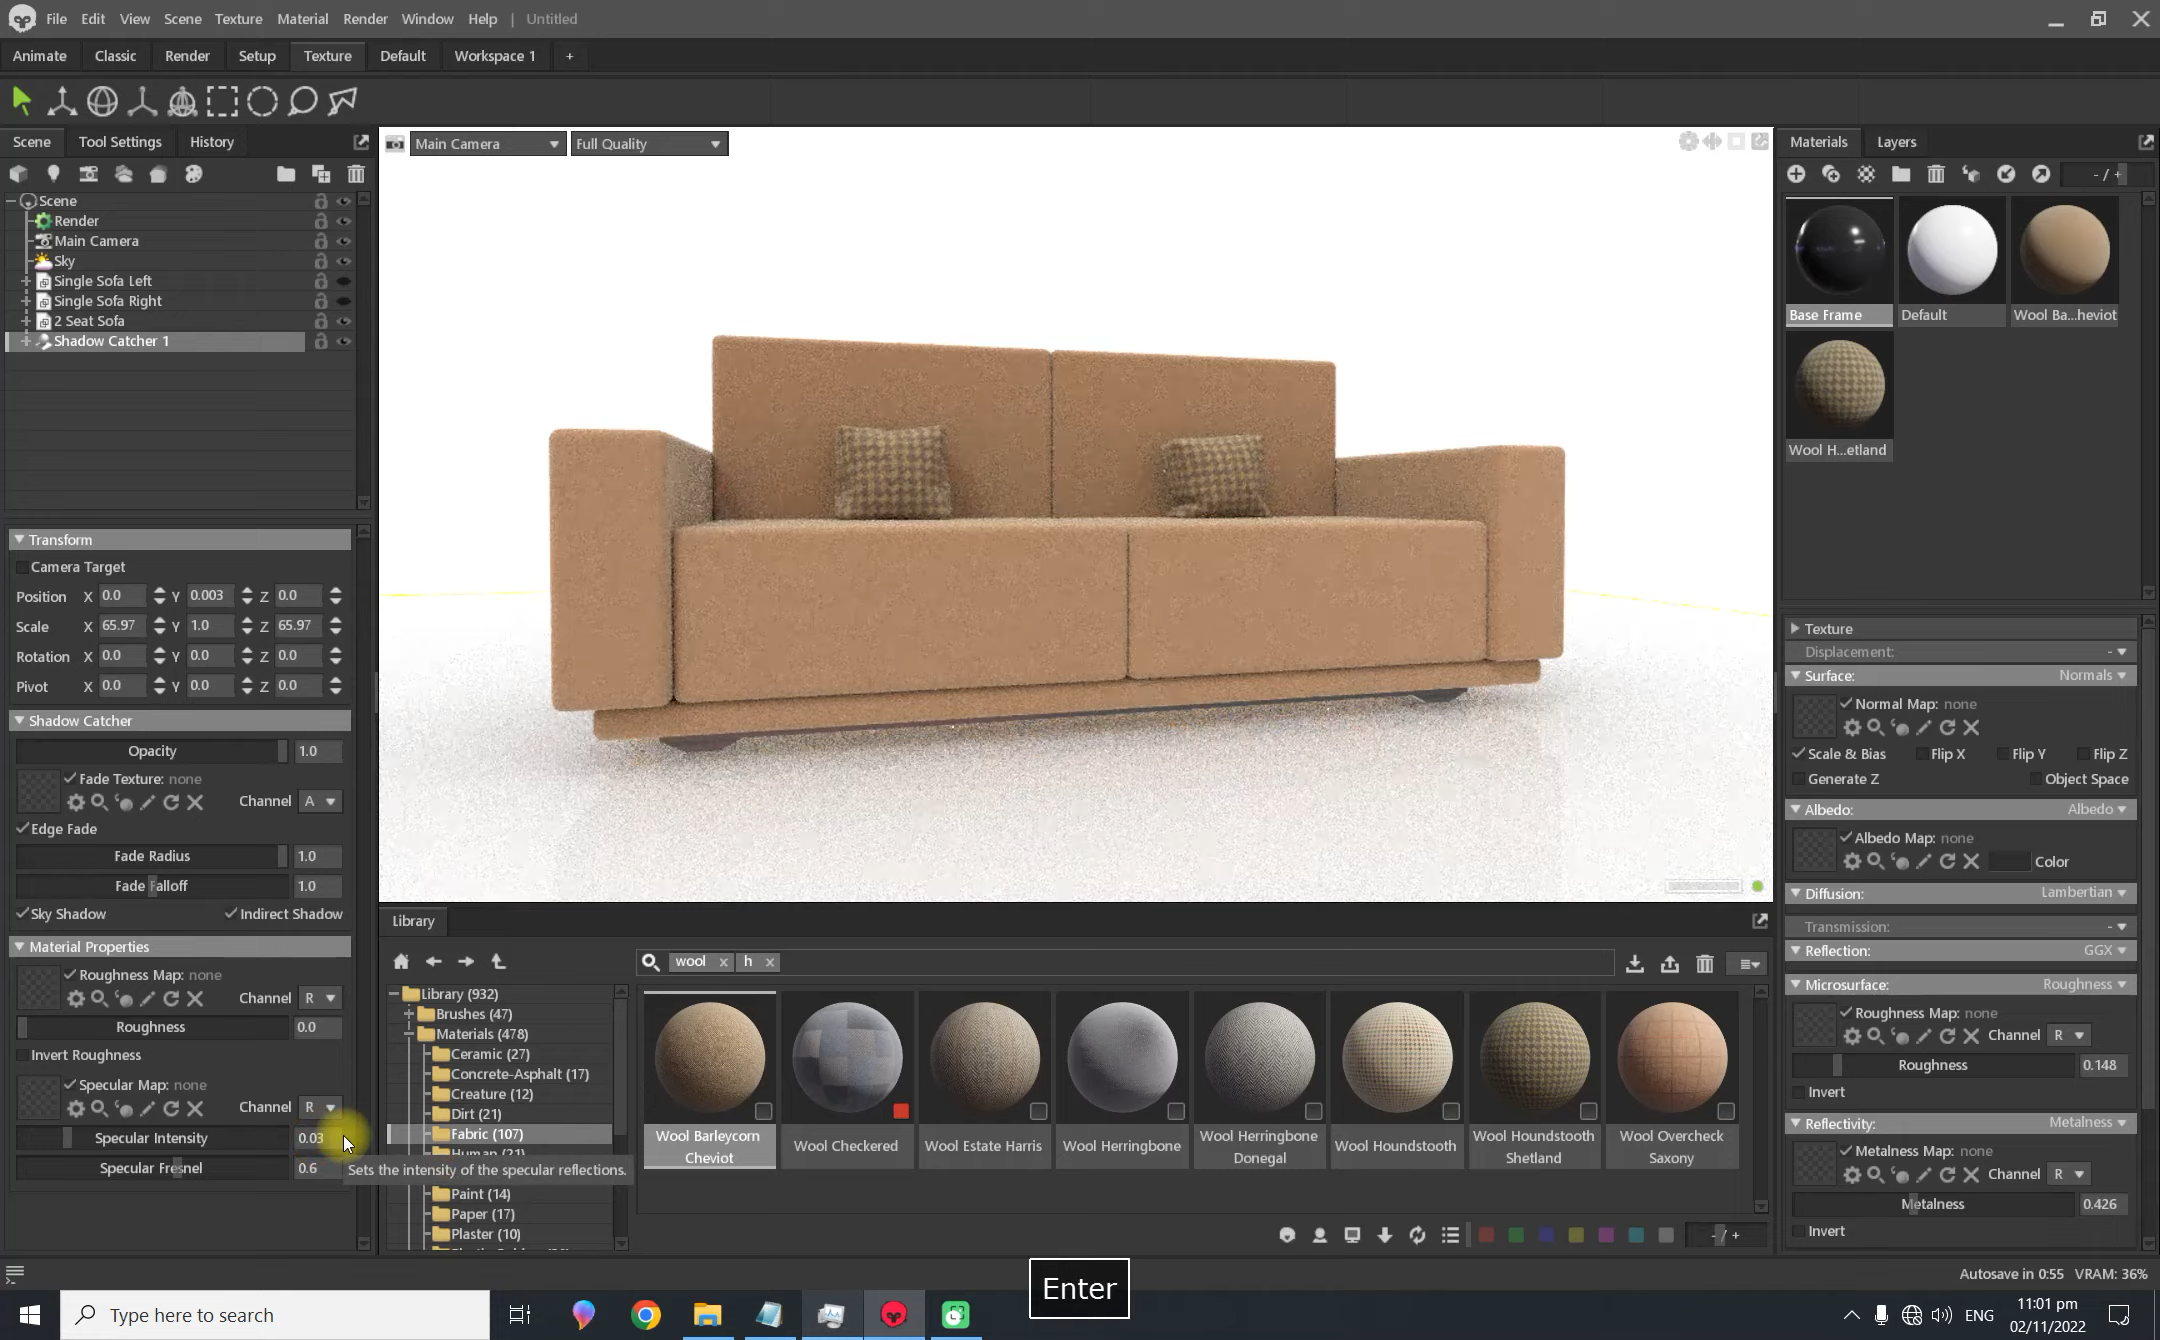 File Edit View Scene Texture Material Render Window Help | Untitled
Animate Classic Render Setup Texture Default Workspace 1 +
Scene Tool Settings History
Main Camera Full Quality
Materials Layers
- / +
Scene
Render
Main Camera
Sky
Single Sofa Left
Single Sofa Right
2 Seat Sofa
Shadow Catcher 1
Base Frame Default Wool Ba...heviot
Wool H...etland
Transform
Camera Target
Position X 0.0 Y 0.003 Z 0.0
Scale X 65.97 Y 1.0 Z 65.97
Rotation X 0.0 Y 0.0 Z 0.0
Pivot X 0.0 Y 0.0 Z 0.0
Shadow Catcher
Opacity 1.0
Fade Texture: none
Channel A
Edge Fade
Fade Radius 1.0
Fade Falloff 1.0
Sky Shadow Indirect Shadow
Material Properties
Roughness Map: none
Channel R
Roughness 0.0
Invert Roughness
Specular Map: none
Channel R
Specular Intensity 0.03
Specular Fresnel 0.6
Sets the intensity of the specular reflections.
Library
wool x h x
Library (932)
Brushes (47)
Materials (478)
Ceramic (27)
Concrete-Asphalt (17)
Creature (12)
Dirt (21)
Fabric (107)
Human (21)
Paint (14)
Paper (17)
Plaster (10)
Wool Barleycorn Cheviot
Wool Checkered
Wool Estate Harris
Wool Herringbone
Wool Herringbone Donegal
Wool Houndstooth
Wool Houndstooth Shetland
Wool Overcheck Saxony
- / +
Texture
Displacement: -
Surface: Normals
Normal Map: none
Scale & Bias Flip X Flip Y Flip Z
Generate Z Object Space
Albedo: Albedo
Albedo Map: none
Color
Diffusion: Lambertian
Transmission: -
Reflection: GGX
Microsurface: Roughness
Roughness Map: none
Channel R
Roughness 0.148
Invert
Reflectivity: Metalness
Metalness Map: none
Channel R
Metalness 0.426
Invert
Autosave in 0:55 VRAM: 36%
Enter
Type here to search
ENG
11:01 pm
02/11/2022